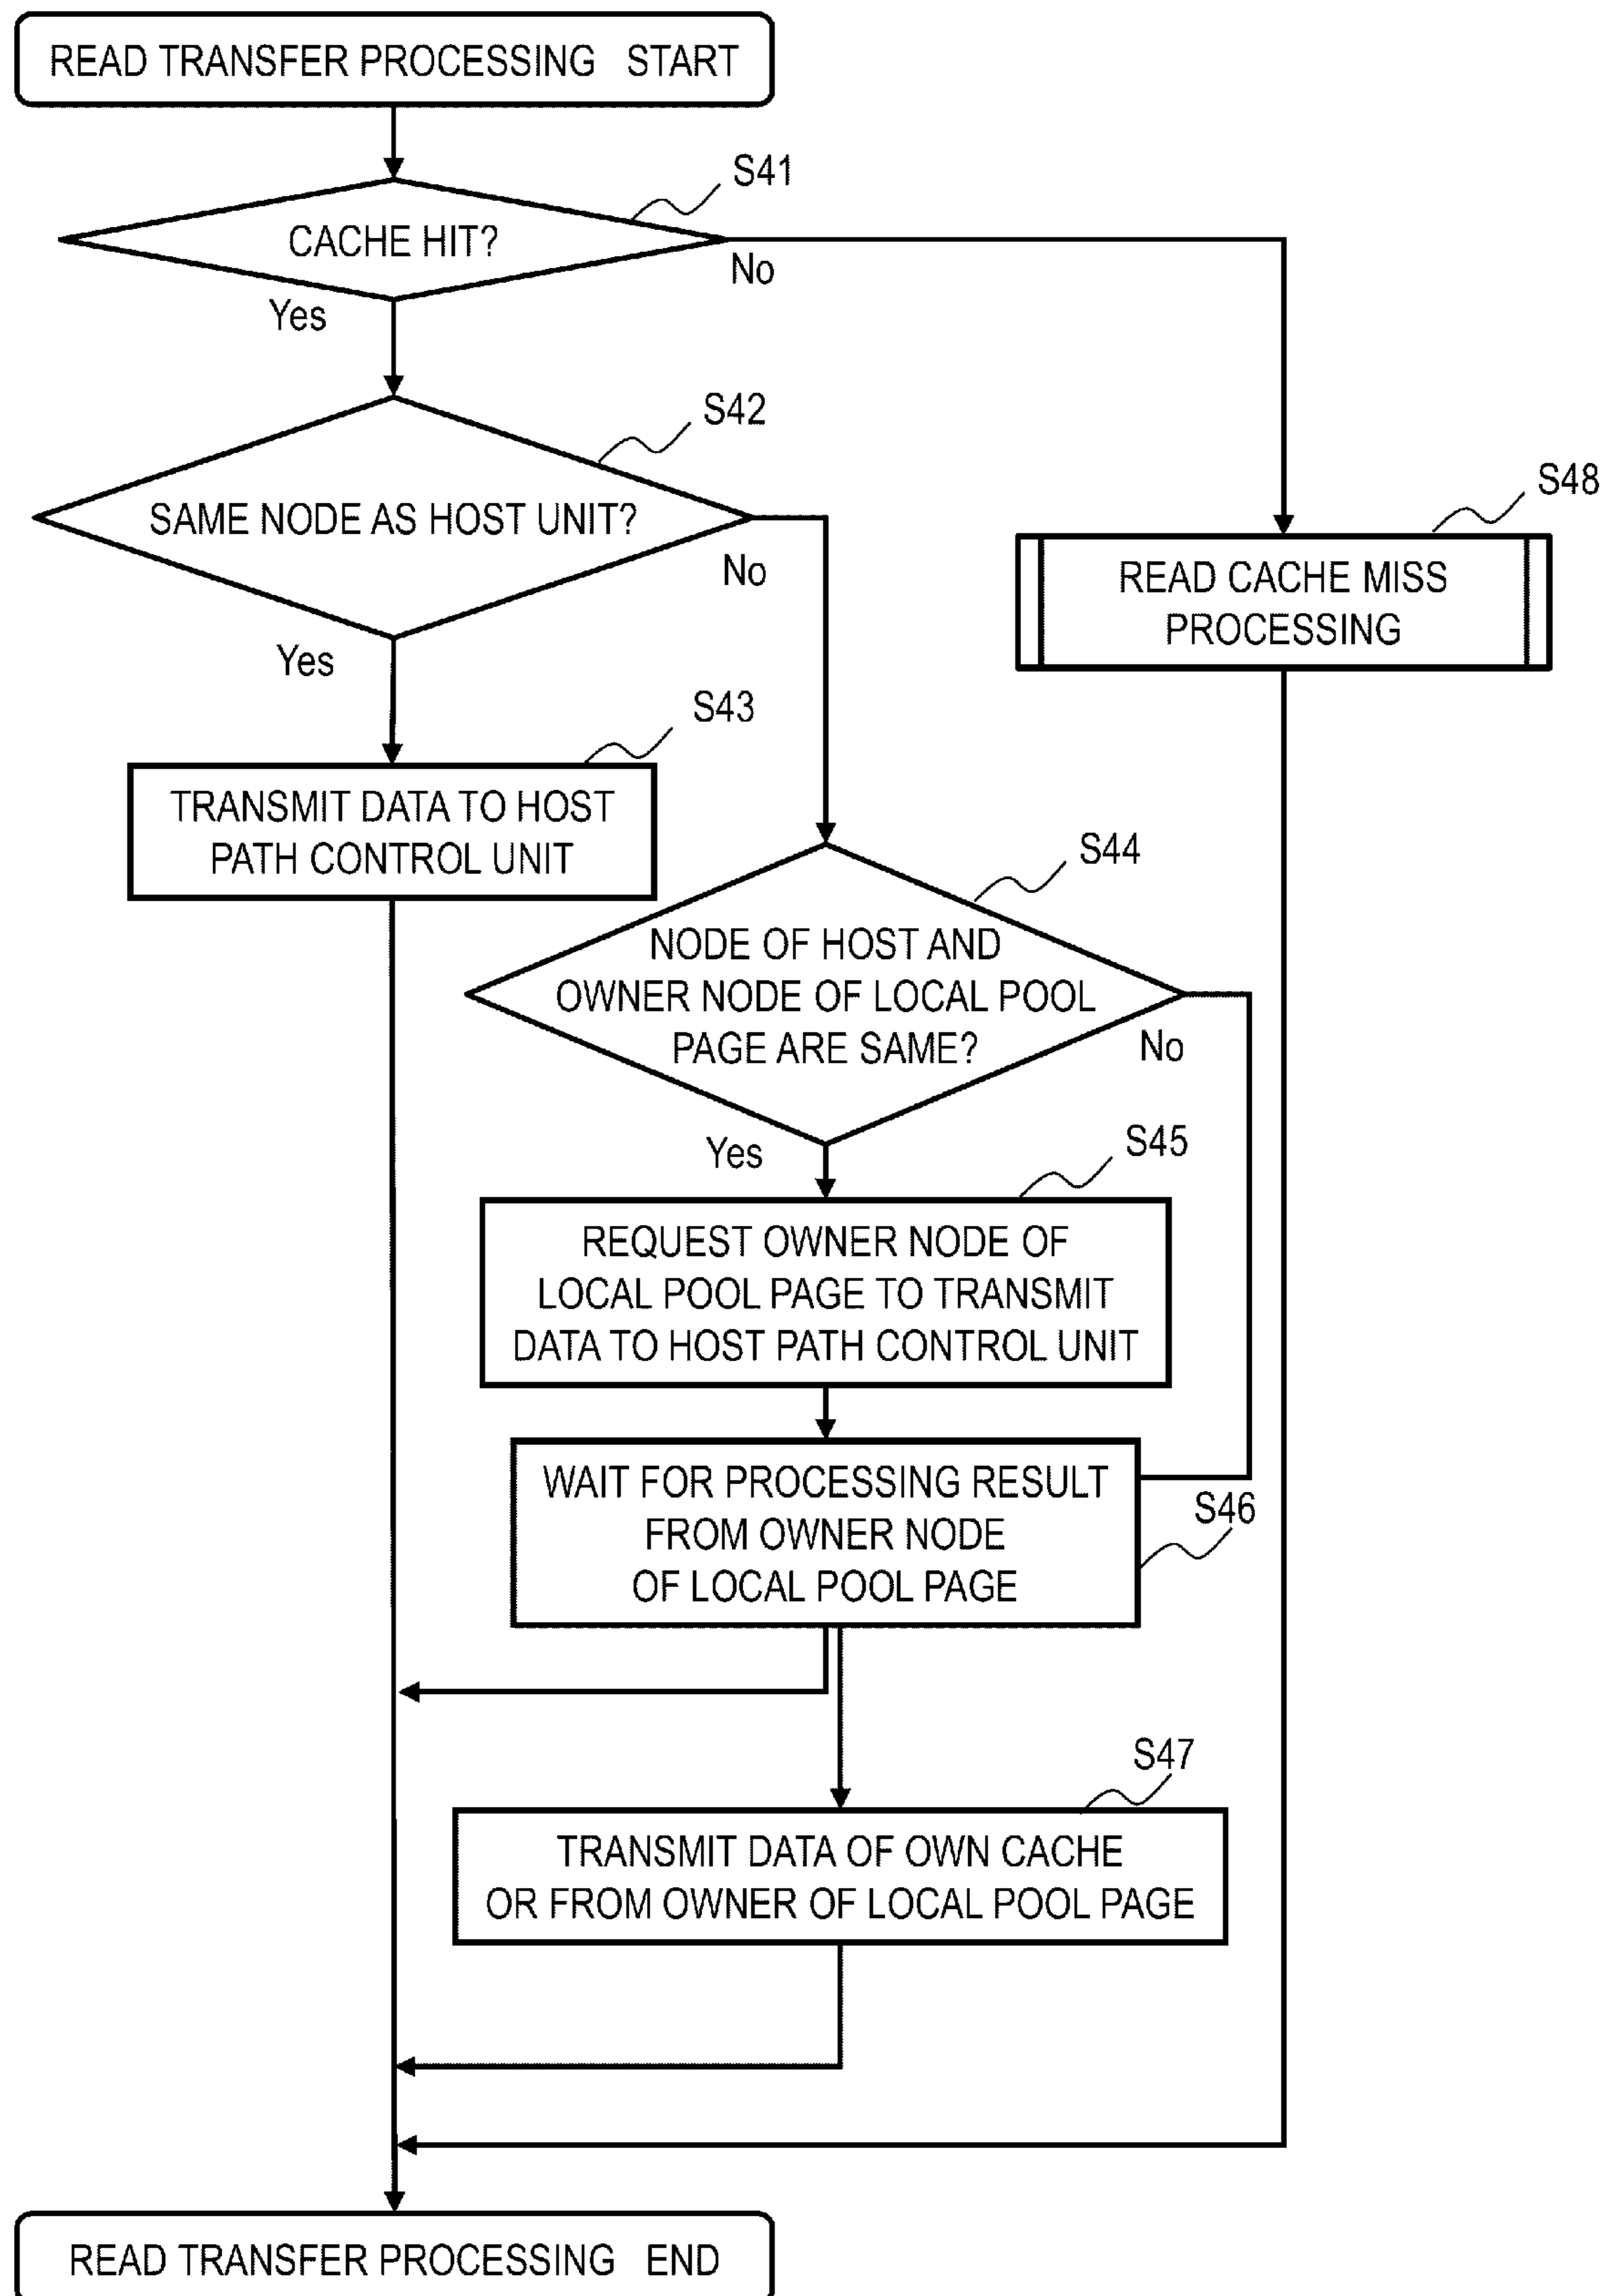 READ TRANSFER PROCESSING START
S41
CACHE HIT?
No
Yes
S42
SAME NODE AS HOST UNIT?
No
Yes
S48
READ CACHE MISS
PROCESSING
S43
TRANSMIT DATA TO HOST
PATH CONTROL UNIT
S44
NODE OF HOST AND
OWNER NODE OF LOCAL POOL
PAGE ARE SAME?
No
Yes
S45
REQUEST OWNER NODE OF
LOCAL POOL PAGE TO TRANSMIT
DATA TO HOST PATH CONTROL UNIT
WAIT FOR PROCESSING RESULT
FROM OWNER NODE
OF LOCAL POOL PAGE
S46
S47
TRANSMIT DATA OF OWN CACHE
OR FROM OWNER OF LOCAL POOL PAGE
READ TRANSFER PROCESSING END